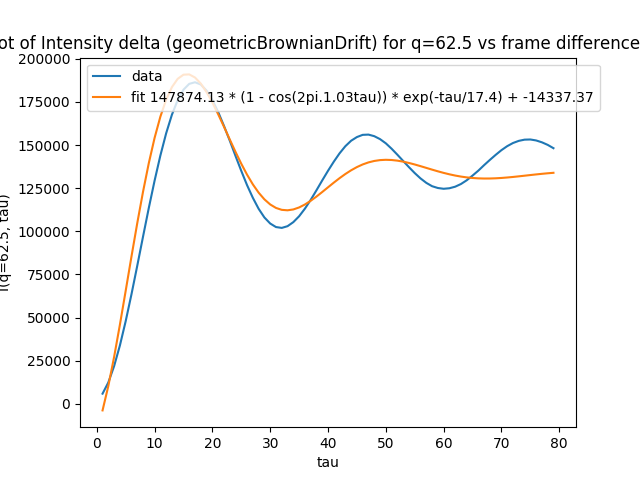 ot of Intensity delta (geometricBrownianDrift) for q=62.5 vs frame difference
data
fit 147874.13 * (1 - cos(2pi.1.03tau)) * exp(-tau/17.4) + -14337.37
200000
175000
150000
125000
100000
75000
50000
25000
0
I(q=62.5, tau)
0 10 20 30 40 50 60 70 80
tau